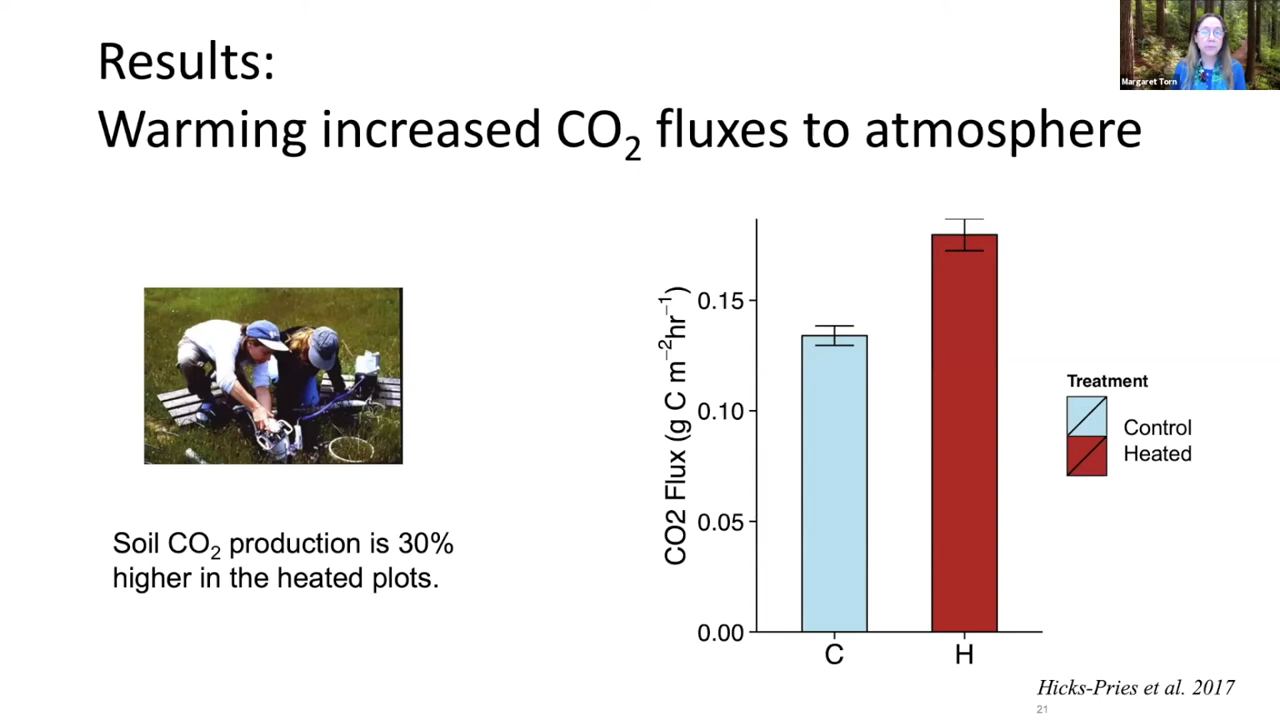 Results:
Warming increased CO₂ fluxes to atmosphere
Margaret Torn
Soil CO₂ production is 30%
higher in the heated plots.
CO2 Flux (g C m⁻²hr⁻¹)
0.15
0.10
0.05
0.00
C
H
Treatment
Control
Heated
Hicks-Pries et al. 2017
21